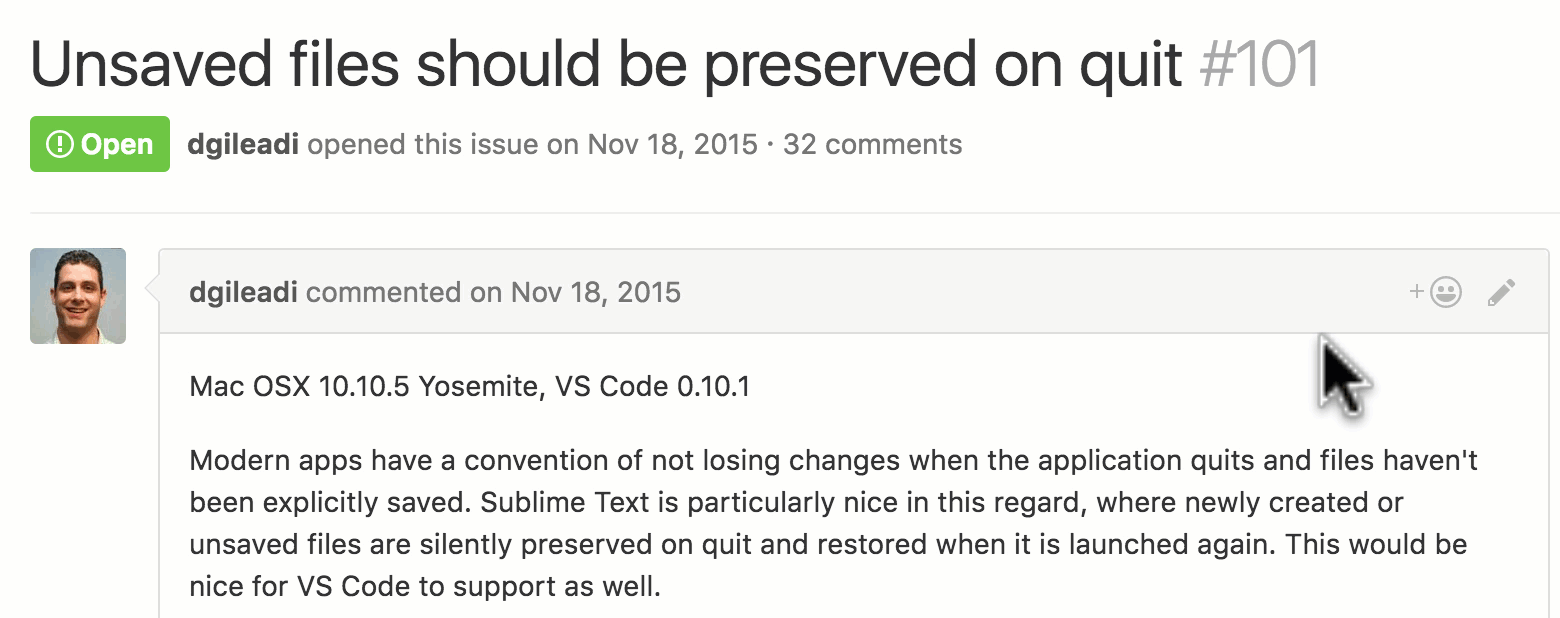 Unsaved files should be preserved on quit #101
Open dgileadi opened this issue on Nov 18, 2015 · 32 comments
dgileadi commented on Nov 18, 2015
Mac OSX 10.10.5 Yosemite, VS Code 0.10.1
Modern apps have a convention of not losing changes when the application quits and files haven't
been explicitly saved. Sublime Text is particularly nice in this regard, where newly created or
unsaved files are silently preserved on quit and restored when it is launched again. This would be
nice for VS Code to support as well.